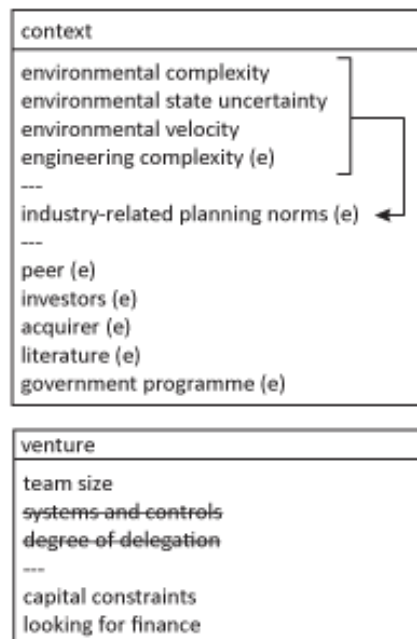 context
environmental complexity
environmental state uncertainty
environmental velocity
engineering complexity (e)
---
industry-related planning norms (e)
---
peer (e)
investors (e)
acquirer (e)
literature (e)
government programme (e)
venture
team size
systems and controls
degree of delegation
---
capital constraints
looking for finance